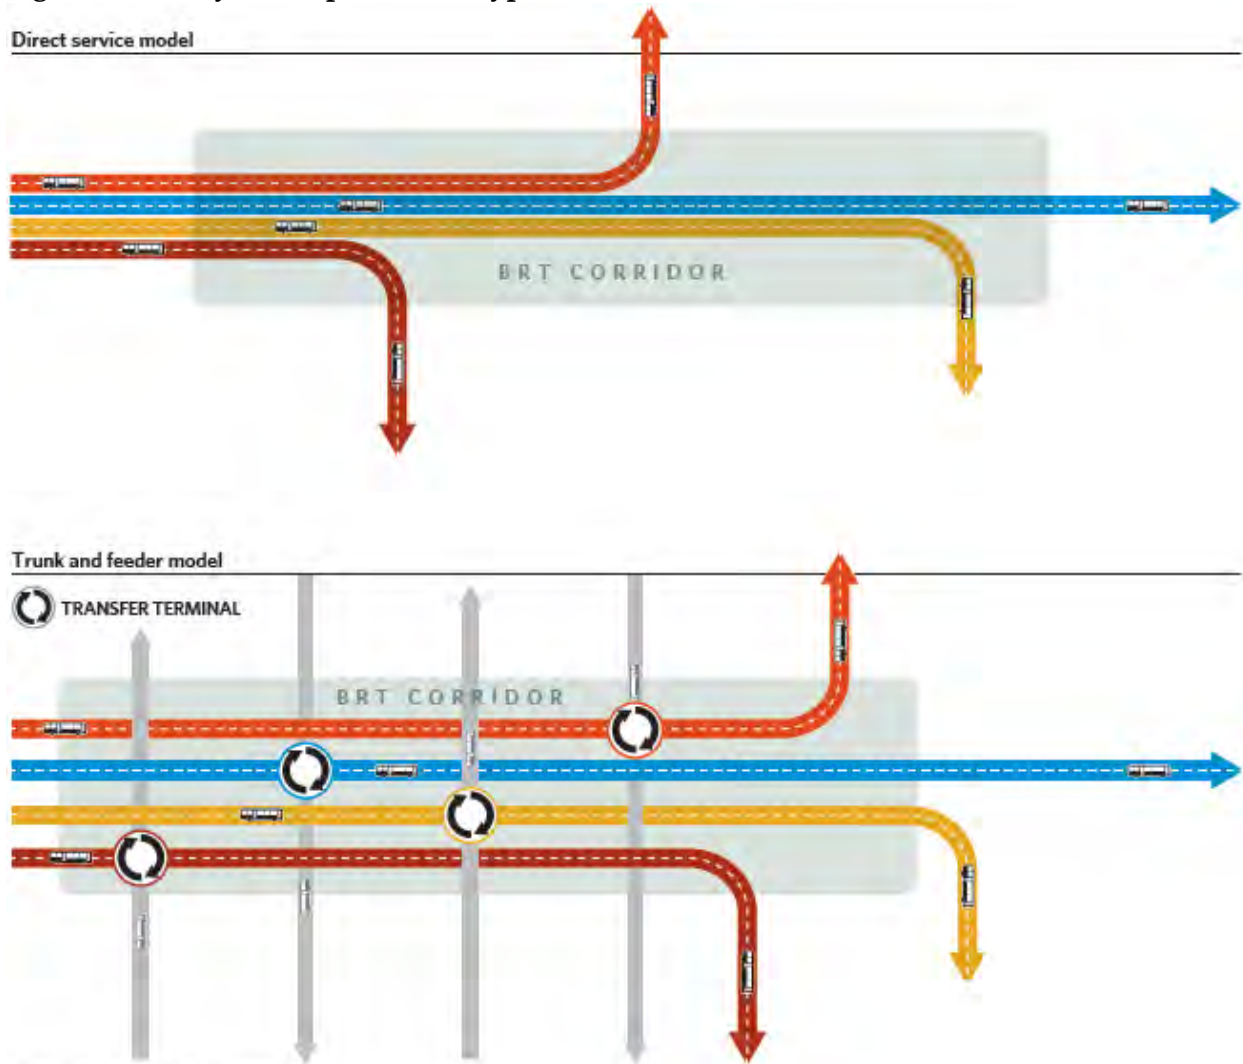 Direct service model
BRT CORRIDOR
Trunk and feeder model
TRANSFER TERMINAL
BRT CORRIDOR